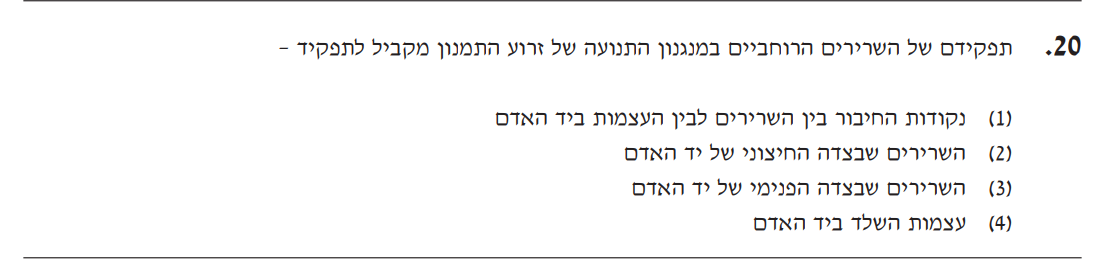 20. תפקידם של השרירים הרוחביים במנגנון התנועה של זרוע התמנון מקביל לתפקיד –
(1) נקודות החיבור בין השרירים לבין העצמות ביד האדם
(2) השרירים שבצדה החיצוני של יד האדם
(3) השרירים שבצדה הפנימי של יד האדם
(4) עצמות השלד ביד האדם